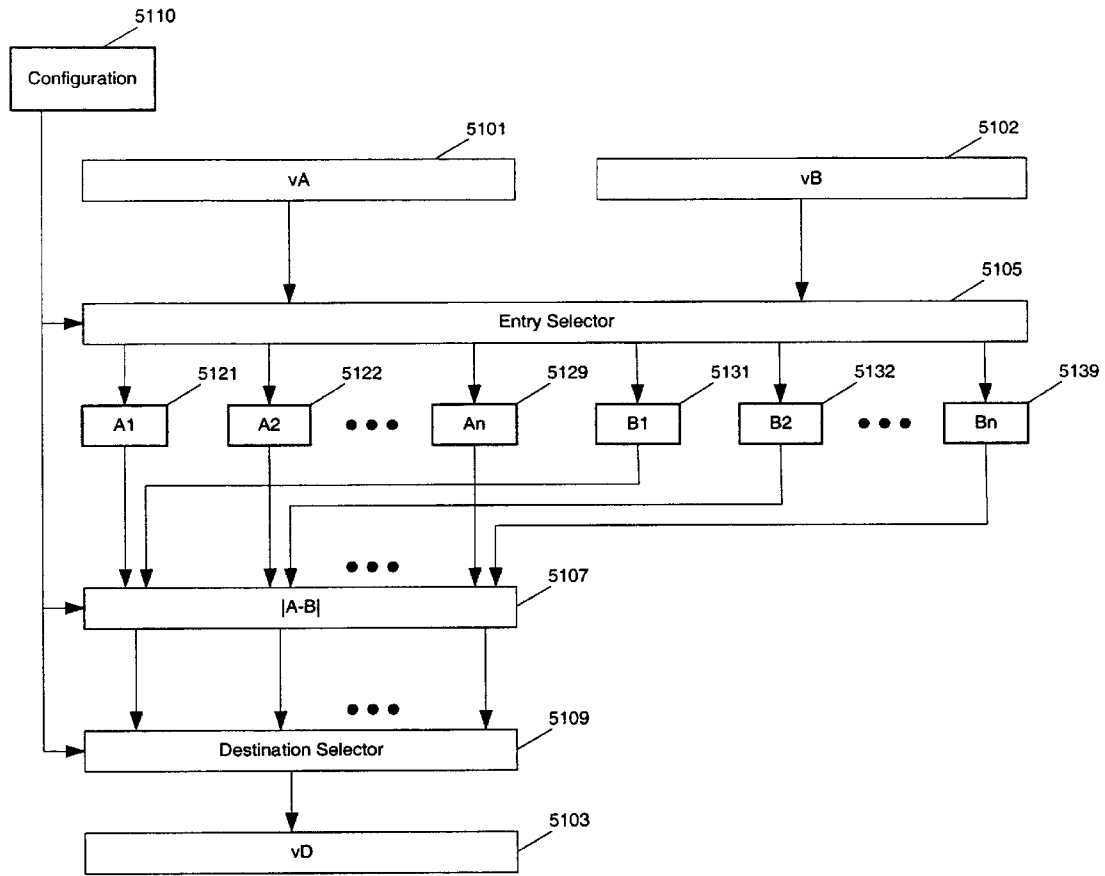 5110
Configuration
5101
5102
vA
vB
5105
Entry Selector
5121
5122
5129
5131
5132
5139
A1
A2
An
B1
B2
Bn
5107
|A-B|
5109
Destination Selector
5103
vD